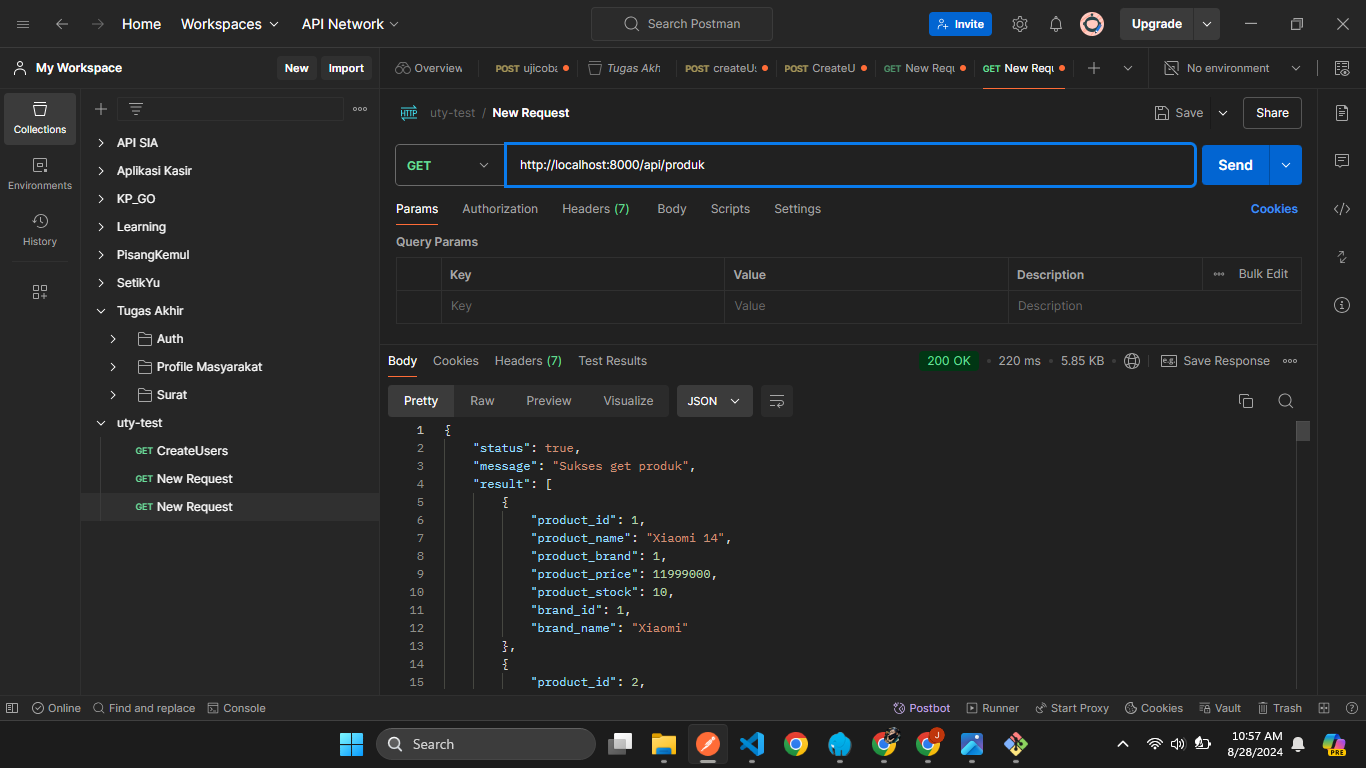 Home Workspaces API Network Search Postman Invite Upgrade
My Workspace New Import Overview POST ujicoba Tugas Akh POST createU POST CreateU GET New Requ GET New Requ No environment
Collections
Environments
History
API SIA
Aplikasi Kasir
KP_GO
Learning
PisangKemul
SetikYu
Tugas Akhir
Auth
Profile Masyarakat
Surat
uty-test
GET CreateUsers
GET New Request
GET New Request
HTTP uty-test / New Request Save Share
GET http://localhost:8000/api/produk Send
Params Authorization Headers (7) Body Scripts Settings Cookies
Query Params
Key Value Description Bulk Edit
Key Value Description
Body Cookies Headers (7) Test Results 200 OK 220 ms 5.85 KB e.g. Save Response
Pretty Raw Preview Visualize JSON
1 {
2 "status": true,
3 "message": "Sukses get produk",
4 "result": [
5 {
6 "product_id": 1,
7 "product_name": "Xiaomi 14",
8 "product_brand": 1,
9 "product_price": 11999000,
10 "product_stock": 10,
11 "brand_id": 1,
12 "brand_name": "Xiaomi"
13 },
14 {
15 "product_id": 2,
Online Find and replace Console Postbot Runner Start Proxy Cookies Vault Trash
Search J 10:57 AM
8/28/2024 PRE